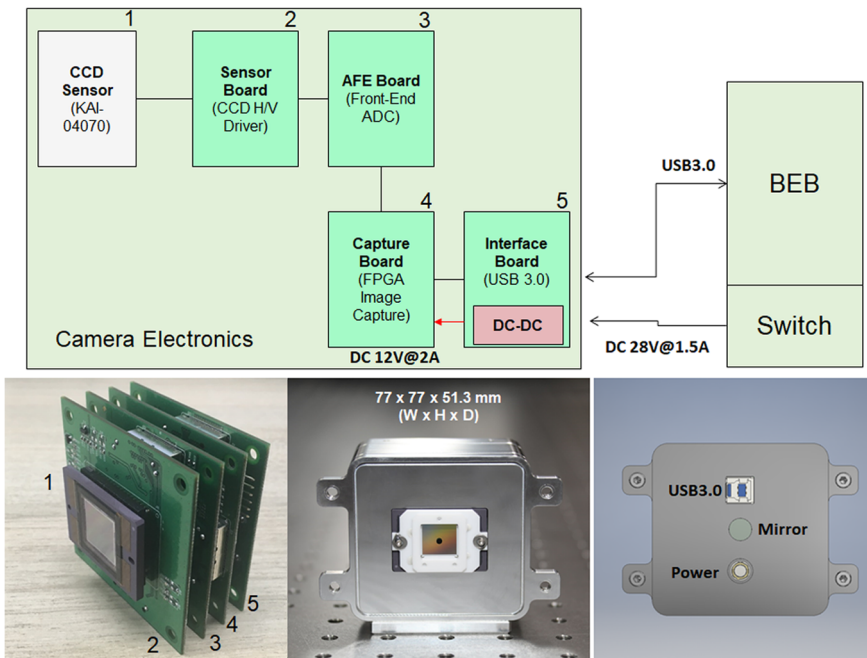 1
CCD
Sensor
(KAI-
04070)
2
Sensor
Board
(CCD H/V
Driver)
3
AFE Board
(Front-End
ADC)
4
Capture
Board
(FPGA
Image
Capture)
5
Interface
Board
(USB 3.0)
DC-DC
DC 12V@2A
Camera Electronics
USB3.0
BEB
Switch
DC 28V@1.5A
1
2
3
4
5
77 x 77 x 51.3 mm
(W x H x D)
USB3.0
Mirror
Power